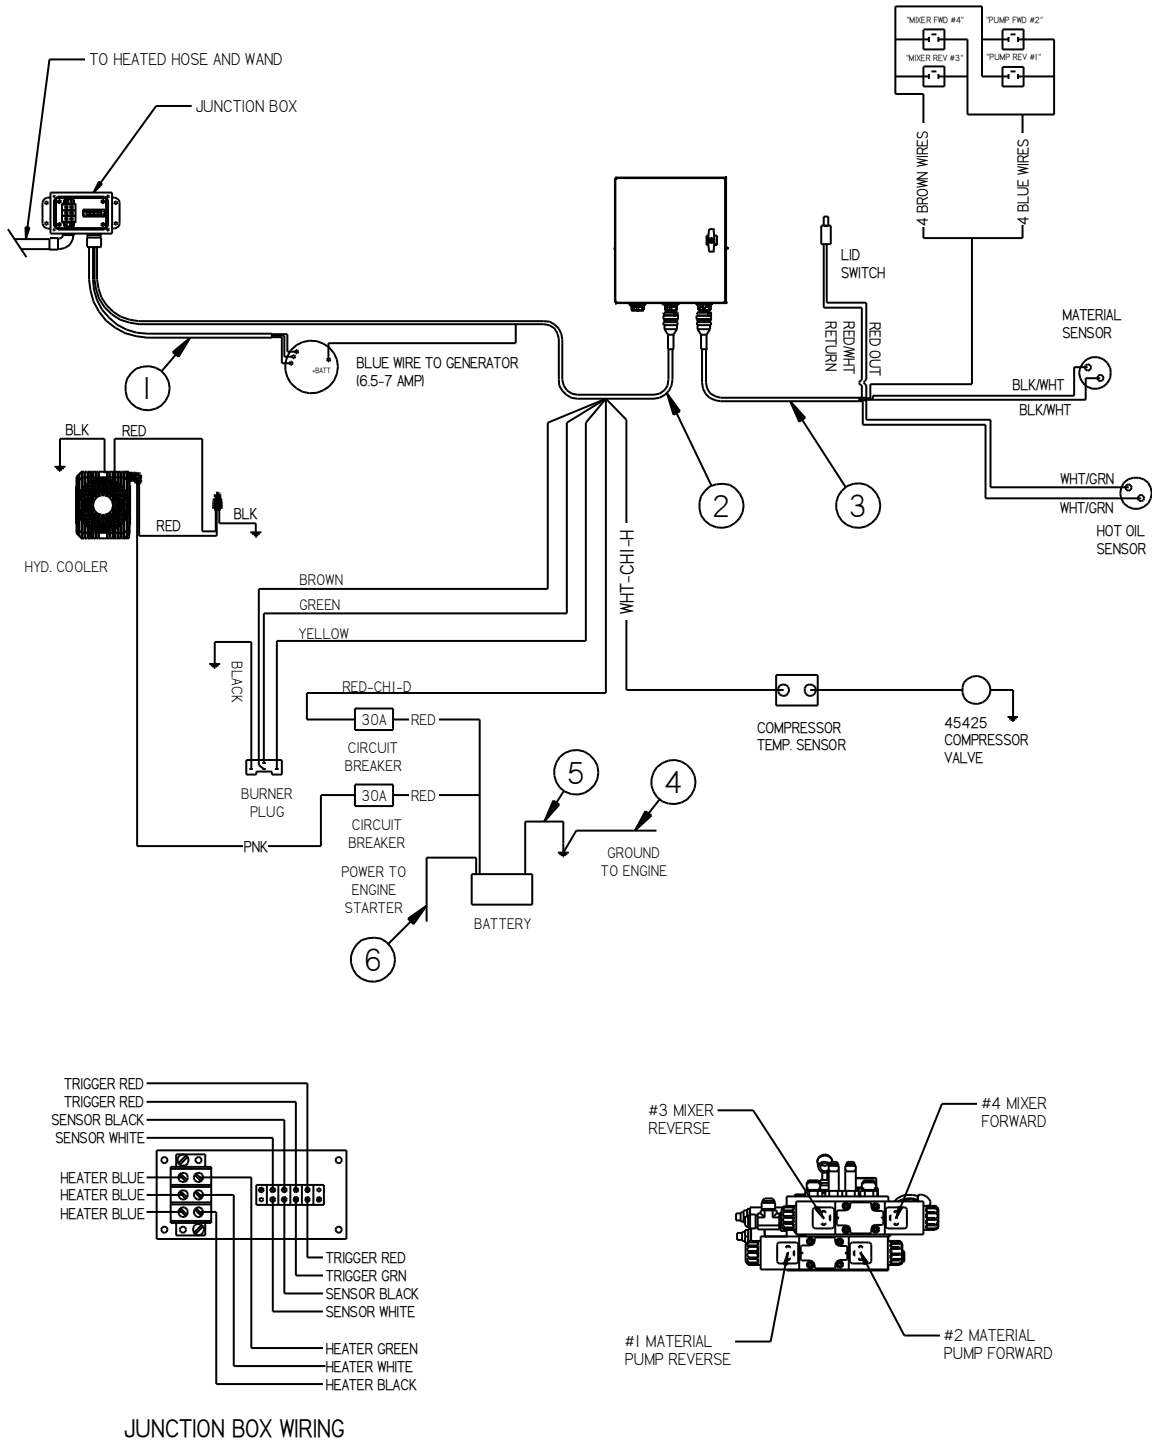 "MIXER FWD #4"
"PUMP FWD #2"
"MIXER REV #3"
"PUMP REV #1"
TO HEATED HOSE AND WAND
JUNCTION BOX
4 BROWN WIRES
4 BLUE WIRES
LID
SWITCH
RED OUT
RED/WHT
RETURN
MATERIAL
SENSOR
BLUE WIRE TO GENERATOR
(6.5-7 AMP)
+BATT
1
BLK/WHT
BLK/WHT
BLK
RED
2
3
WHT/GRN
WHT/GRN
BLK
RED
HOT OIL
SENSOR
HYD. COOLER
WHT-CHI-H
BROWN
GREEN
YELLOW
BLACK
RED-CHI-D
30A
RED
CIRCUIT
BREAKER
COMPRESSOR
TEMP. SENSOR
45425
COMPRESSOR
VALVE
5
4
BURNER
PLUG
30A
RED
CIRCUIT
BREAKER
PNK
GROUND
TO ENGINE
POWER TO
ENGINE
STARTER
BATTERY
6
TRIGGER RED
TRIGGER RED
SENSOR BLACK
SENSOR WHITE
HEATER BLUE
HEATER BLUE
HEATER BLUE
TRIGGER RED
TRIGGER GRN
SENSOR BLACK
SENSOR WHITE
HEATER GREEN
HEATER WHITE
HEATER BLACK
JUNCTION BOX WIRING
#3 MIXER
REVERSE
#4 MIXER
FORWARD
#1 MATERIAL
PUMP REVERSE
#2 MATERIAL
PUMP FORWARD